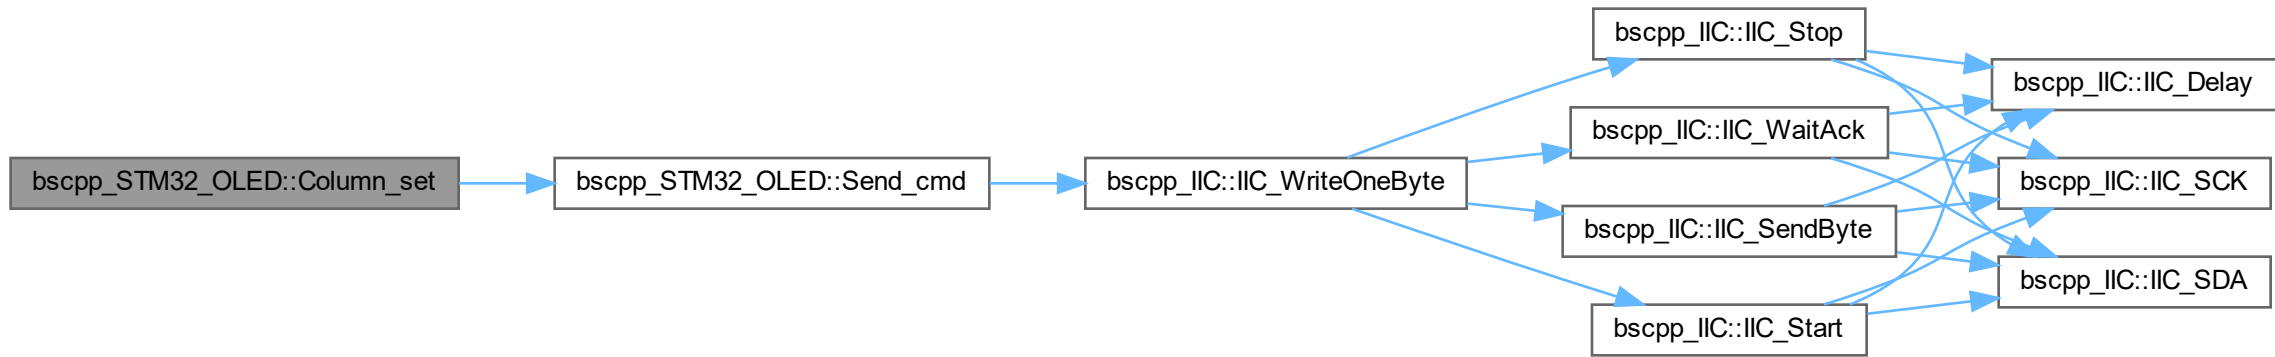 bscpp_STM32_OLED::Column_set
bscpp_STM32_OLED::Send_cmd
bscpp_IIC::IIC_WriteOneByte
bscpp_IIC::IIC_Stop
bscpp_IIC::IIC_WaitAck
bscpp_IIC::IIC_SendByte
bscpp_IIC::IIC_Start
bscpp_IIC::IIC_Delay
bscpp_IIC::IIC_SCK
bscpp_IIC::IIC_SDA